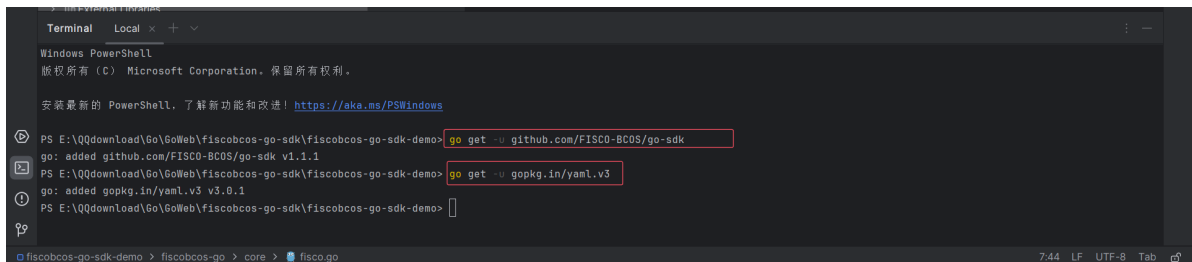 External Libraries
Terminal Local × +
Windows PowerShell
版权所有 (C) Microsoft Corporation。保留所有权利。
安装最新的 PowerShell，了解新功能和改进！https://aka.ms/PSWindows
PS E:\QQdownload\Go\GoWeb\fiscobcos-go-sdk\fiscobcos-go-sdk-demo> go get -u github.com/FISCO-BCOS/go-sdk
go: added github.com/FISCO-BCOS/go-sdk v1.1.1
PS E:\QQdownload\Go\GoWeb\fiscobcos-go-sdk\fiscobcos-go-sdk-demo> go get -u gopkg.in/yaml.v3
go: added gopkg.in/yaml.v3 v3.0.1
PS E:\QQdownload\Go\GoWeb\fiscobcos-go-sdk\fiscobcos-go-sdk-demo>
fiscobcos-go-sdk-demo > fiscobcos-go > core > fisco.go 7:44 LF UTF-8 Tab